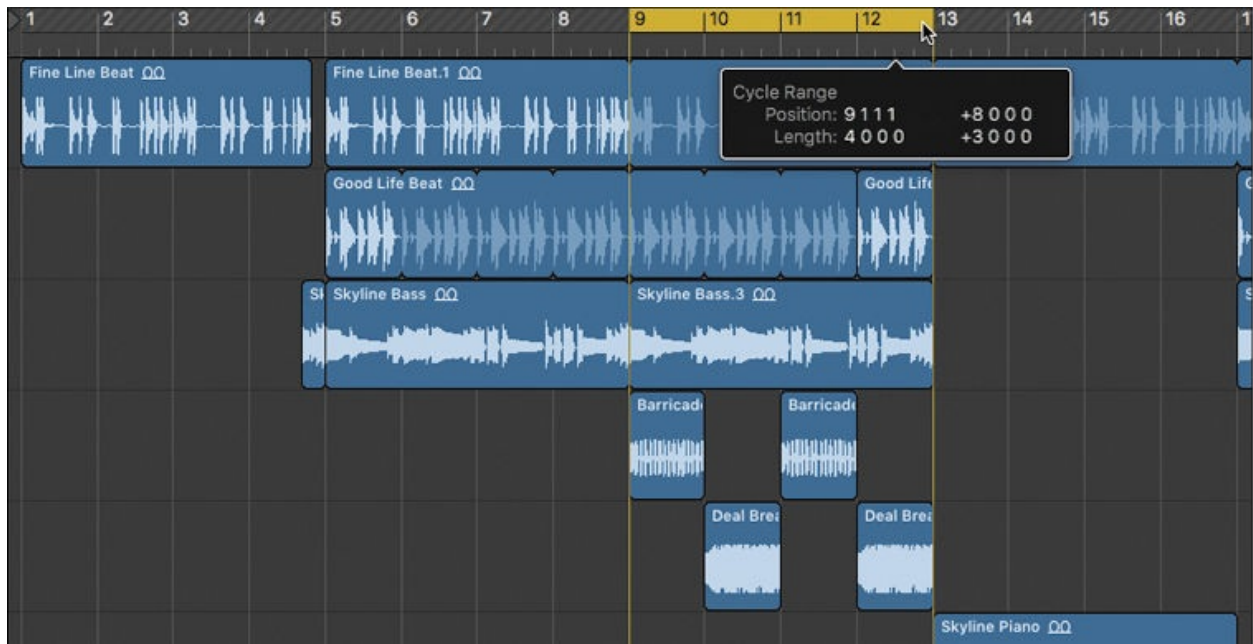 1 2 3 4 5 6 7 8 9 10 11 12 13 14 15 16 1
Fine Line Beat Fine Line Beat.1
Cycle Range
Position: 9 1 1 1 +8 0 0 0
Length: 4 0 0 0 +3 0 0 0
Good Life Beat Good Life
Sk Skyline Bass Skyline Bass.3 S
Barricade Barricade
Deal Brea Deal Brea
Skyline Piano